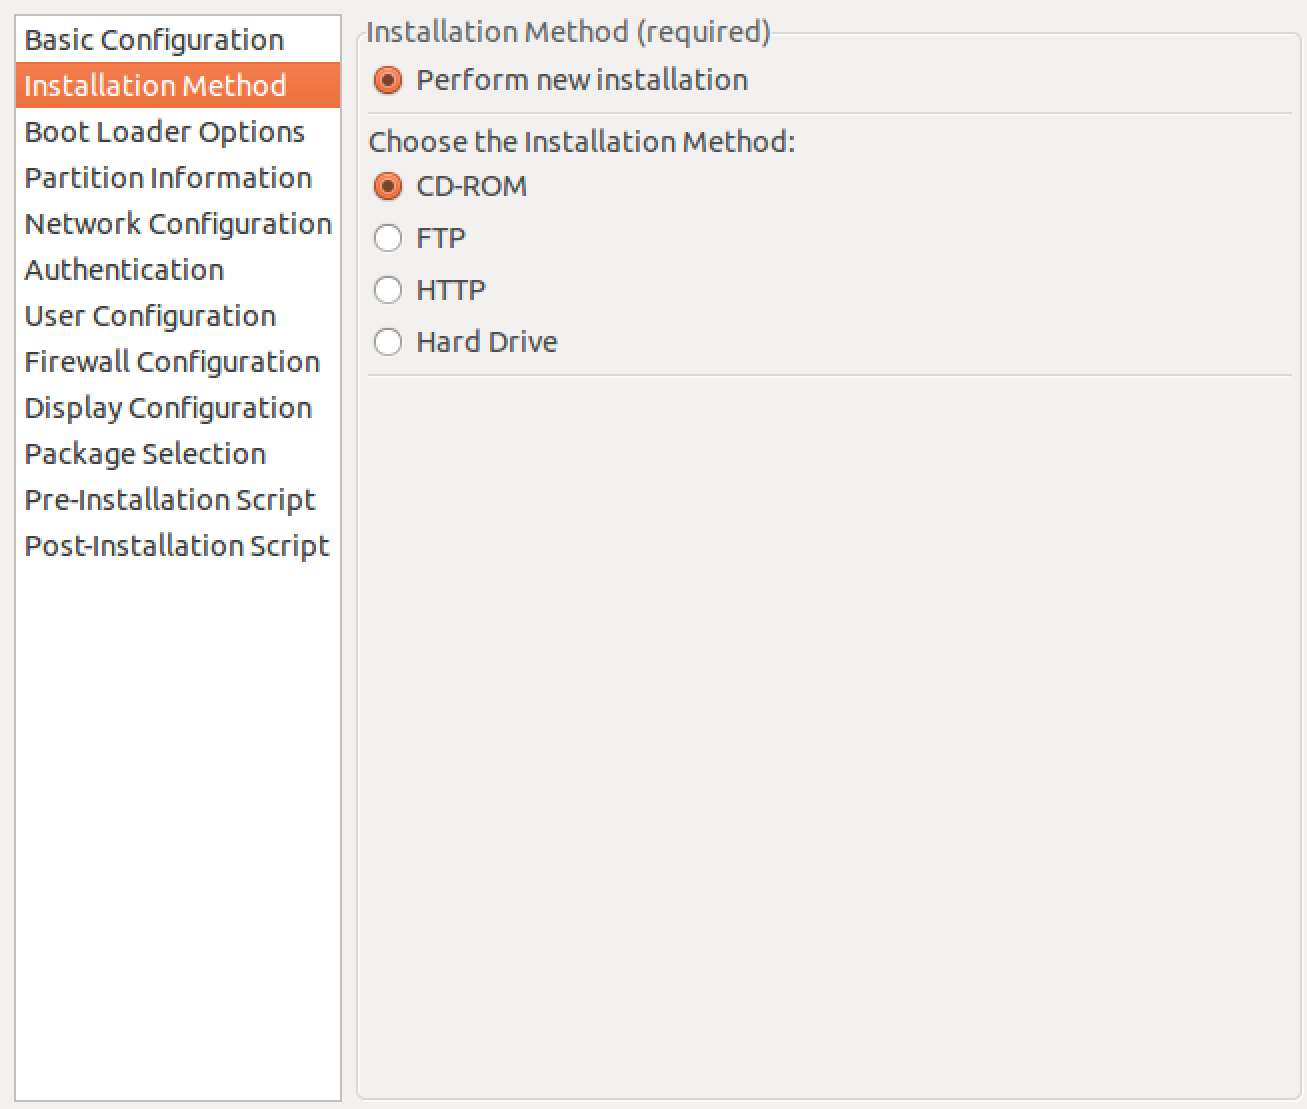 Basic Configuration
Installation Method
Boot Loader Options
Partition Information
Network Configuration
Authentication
User Configuration
Firewall Configuration
Display Configuration
Package Selection
Pre-Installation Script
Post-Installation Script
Installation Method (required)
Perform new installation
Choose the Installation Method:
CD-ROM
FTP
HTTP
Hard Drive